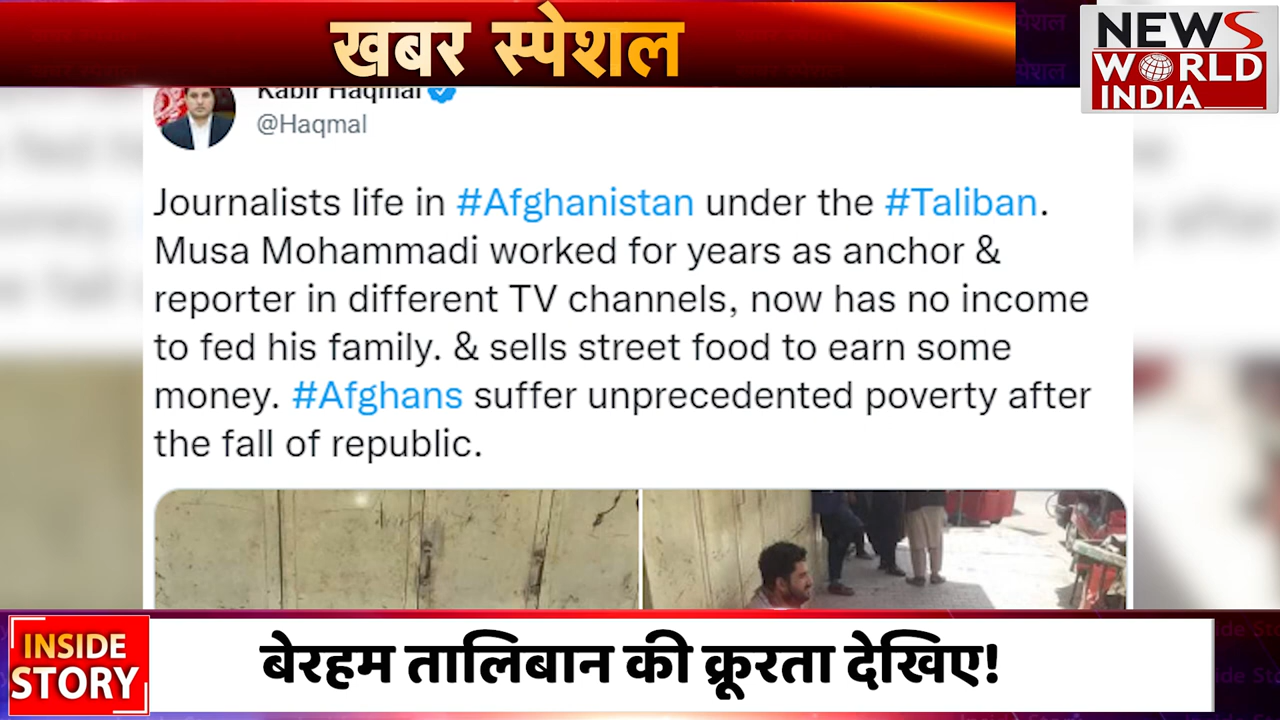 खबर स्पेशल
NEWS
WORLD
INDIA
Kabir Haqmal
@Haqmal
Journalists life in #Afghanistan under the #Taliban.
Musa Mohammadi worked for years as anchor &
reporter in different TV channels, now has no income
to fed his family. & sells street food to earn some
money. #Afghans suffer unprecedented poverty after
the fall of republic.
INSIDE
STORY
बेरहम तालिबान की क्रूरता देखिए!